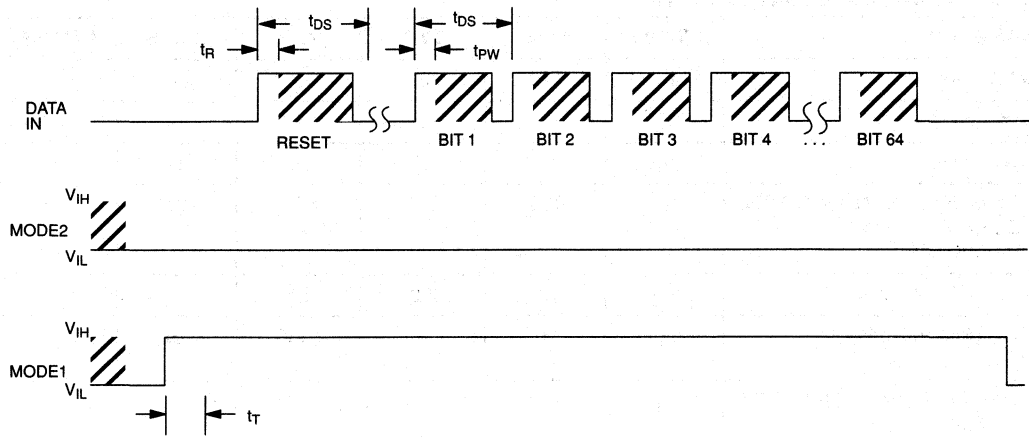 tDS
tDS
tR
tPW
DATA
IN
RESET
BIT 1
BIT 2
BIT 3
BIT 4
...
BIT 64
VIH
MODE2
VIL
VIH
MODE1
VIL
tT